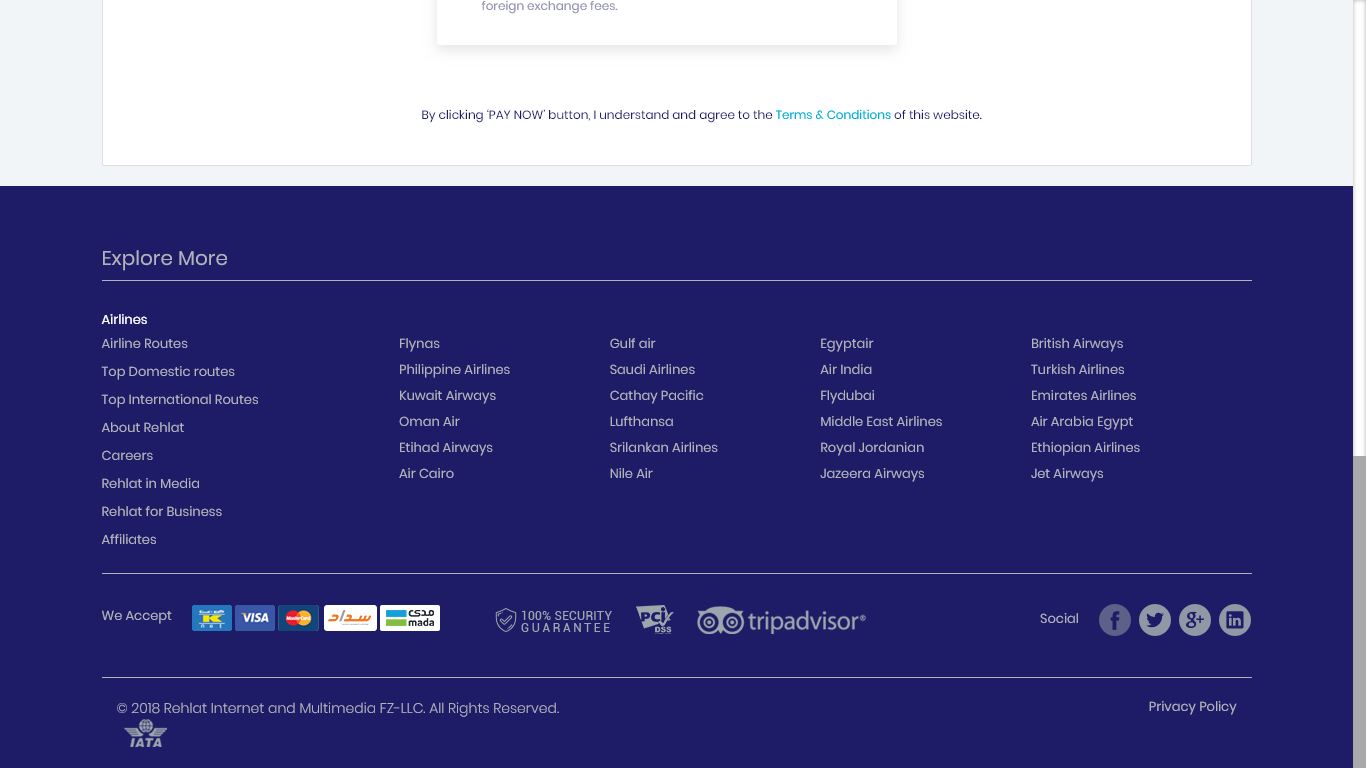 foreign exchange fees.
By clicking 'PAY NOW' button, I understand and agree to the Terms & Conditions of this website.
Explore More
Airlines
Airline Routes
Top Domestic routes
Top International Routes
About Rehlat
Careers
Rehlat in Media
Rehlat for Business
Affiliates
Flynas
Philippine Airlines
Kuwait Airways
Oman Air
Etihad Airways
Air Cairo
Gulf air
Saudi Airlines
Cathay Pacific
Lufthansa
Srilankan Airlines
Nile Air
Egyptair
Air India
Flydubai
Middle East Airlines
Royal Jordanian
Jazeera Airways
British Airways
Turkish Airlines
Emirates Airlines
Air Arabia Egypt
Ethiopian Airlines
Jet Airways
We Accept
K
net
VISA
MasterCard
سداد
مدى
mada
100% SECURITY
GUARANTEE
PCI
DSS
tripadvisor®
Social
f
g+
in
© 2018 Rehlat Internet and Multimedia FZ-LLC. All Rights Reserved.
IATA
Privacy Policy